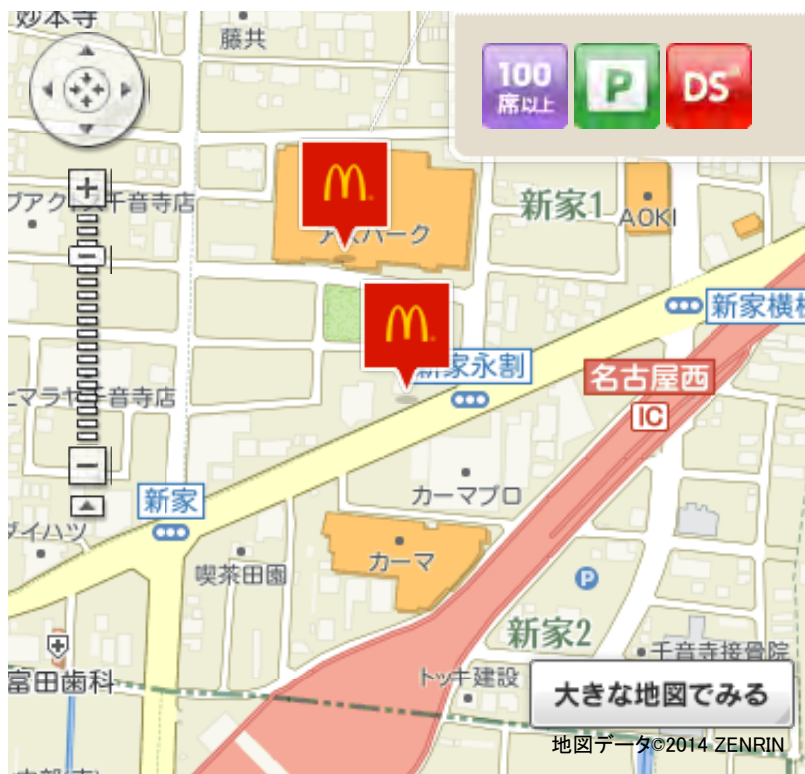 妙本寺
藤共
100
席以上
P
DS
千音寺店
アズパーク
新家1
AOKI
新家横
新家永割
名古屋西
IC
マラヤ千音寺店
カーマプロ
新家
ダイハツ
喫茶田園
カーマ
P
新家2
千音寺接骨院
富田歯科
トッキ建設
大きな地図でみる
地図データ©2014 ZENRIN